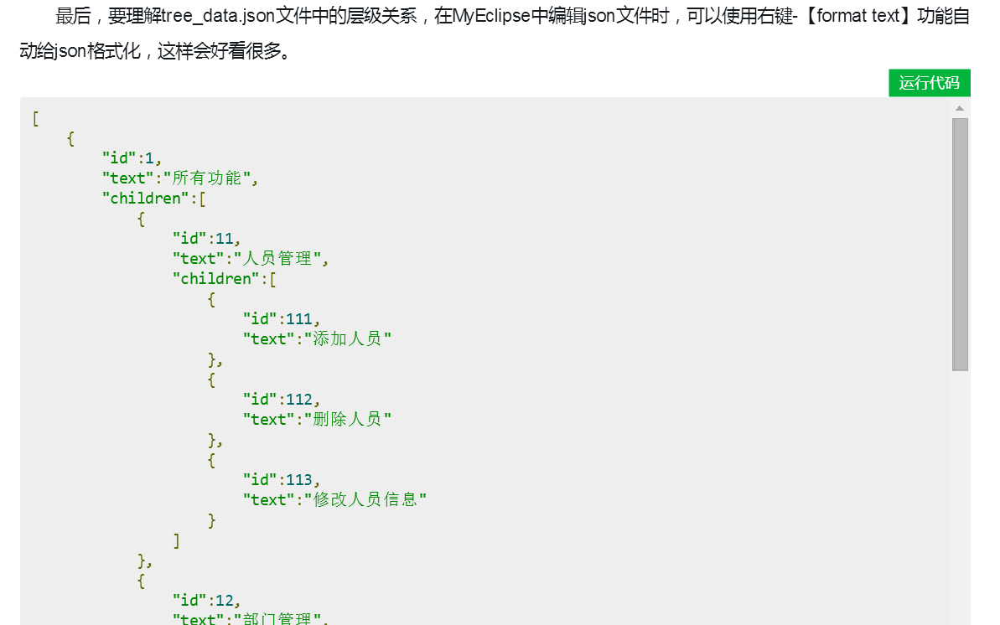 最后，要理解tree_data.json文件中的层级关系，在MyEclipse中编辑json文件时，可以使用右键-【format text】功能自
动给json格式化，这样会好看很多。
运行代码
[
    {
        "id":1,
        "text":"所有功能",
        "children":[
            {
                "id":11,
                "text":"人员管理",
                "children":[
                    {
                        "id":111,
                        "text":"添加人员"
                    },
                    {
                        "id":112,
                        "text":"删除人员"
                    },
                    {
                        "id":113,
                        "text":"修改人员信息"
                    }
                ]
            },
            {
                "id":12,
                "text":"部门管理",